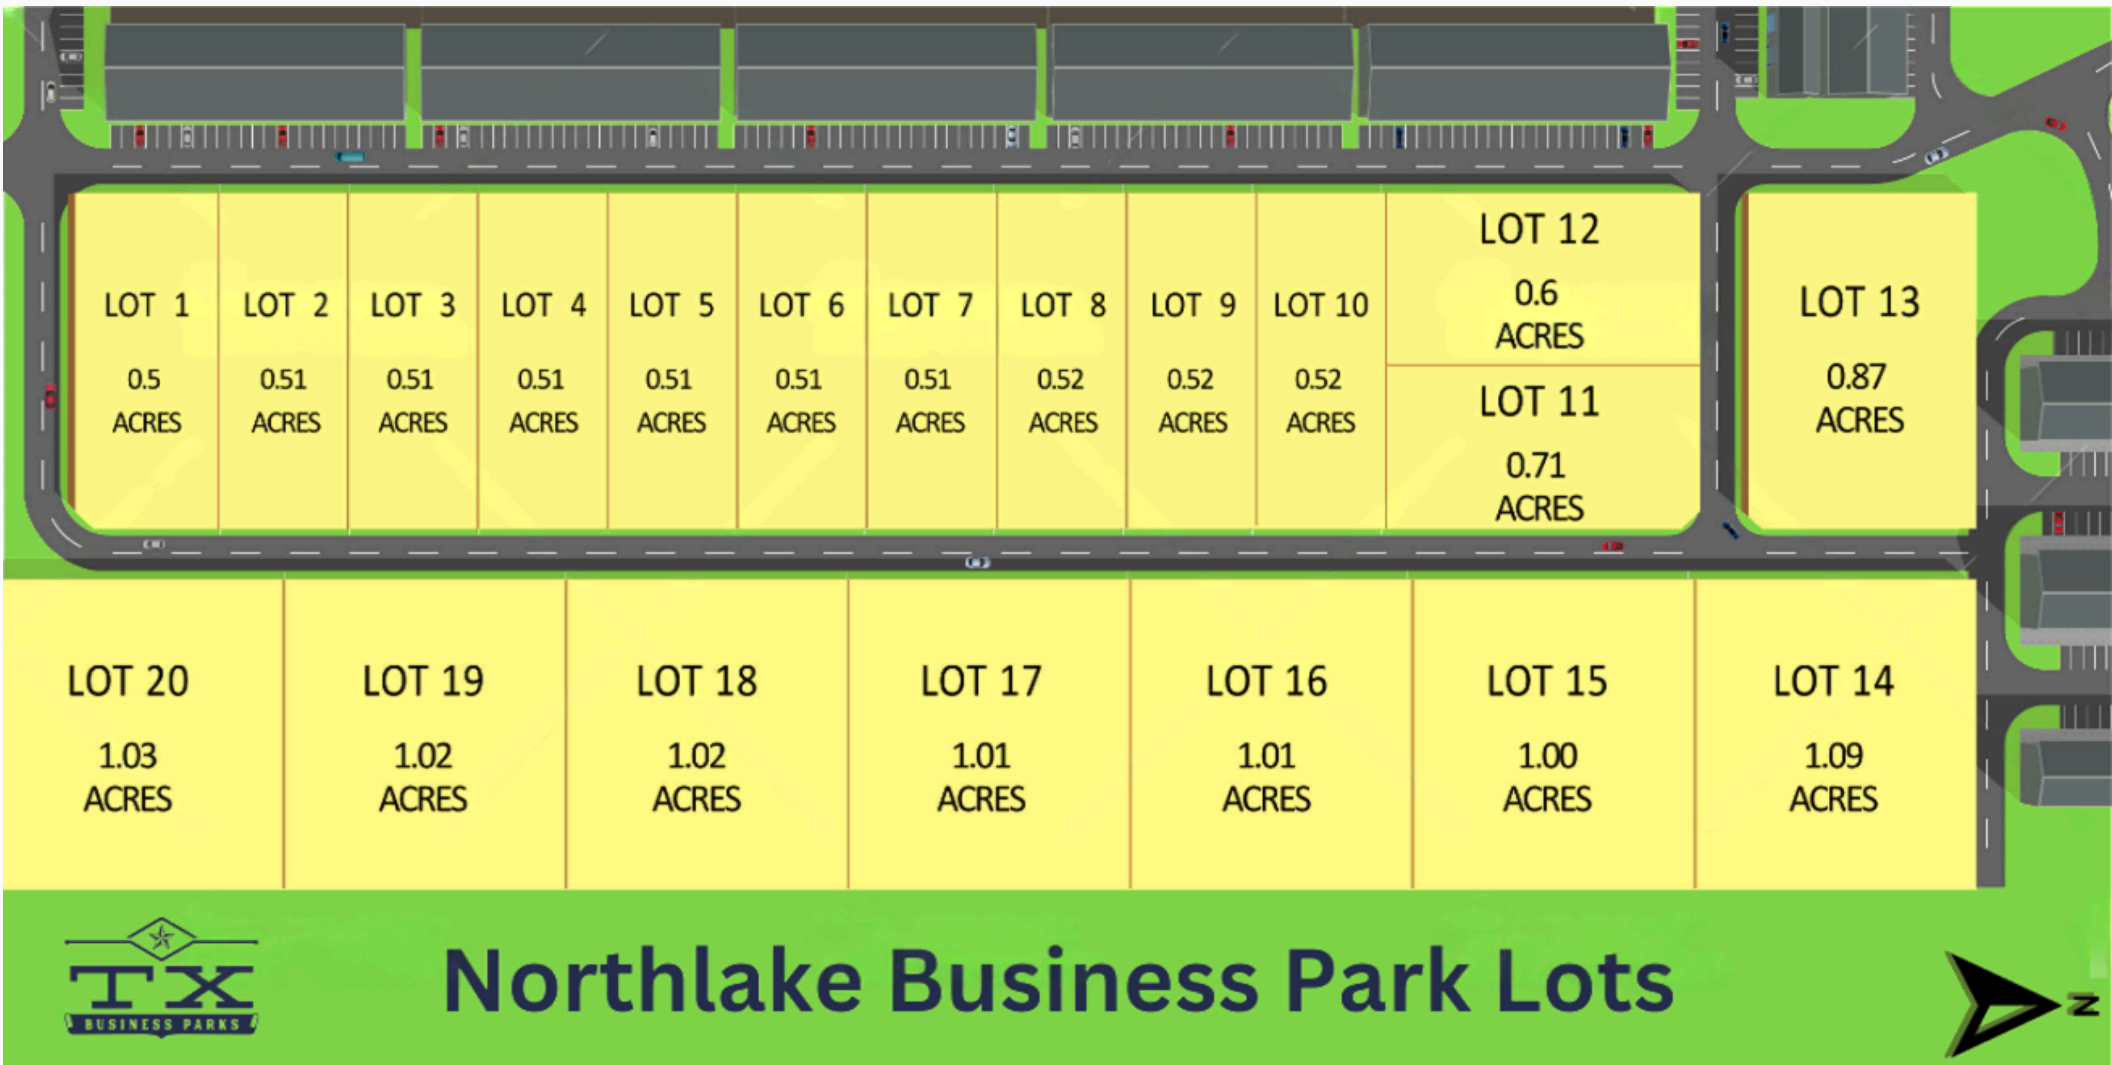 LOT 1
0.5
ACRES
LOT 2
0.51
ACRES
LOT 3
0.51
ACRES
LOT 4
0.51
ACRES
LOT 5
0.51
ACRES
LOT 6
0.51
ACRES
LOT 7
0.51
ACRES
LOT 8
0.52
ACRES
LOT 9
0.52
ACRES
LOT 10
0.52
ACRES
LOT 12
0.6
ACRES
LOT 11
0.71
ACRES
LOT 13
0.87
ACRES
LOT 20
1.03
ACRES
LOT 19
1.02
ACRES
LOT 18
1.02
ACRES
LOT 17
1.01
ACRES
LOT 16
1.01
ACRES
LOT 15
1.00
ACRES
LOT 14
1.09
ACRES
TX
BUSINESS PARKS
Northlake Business Park Lots
N